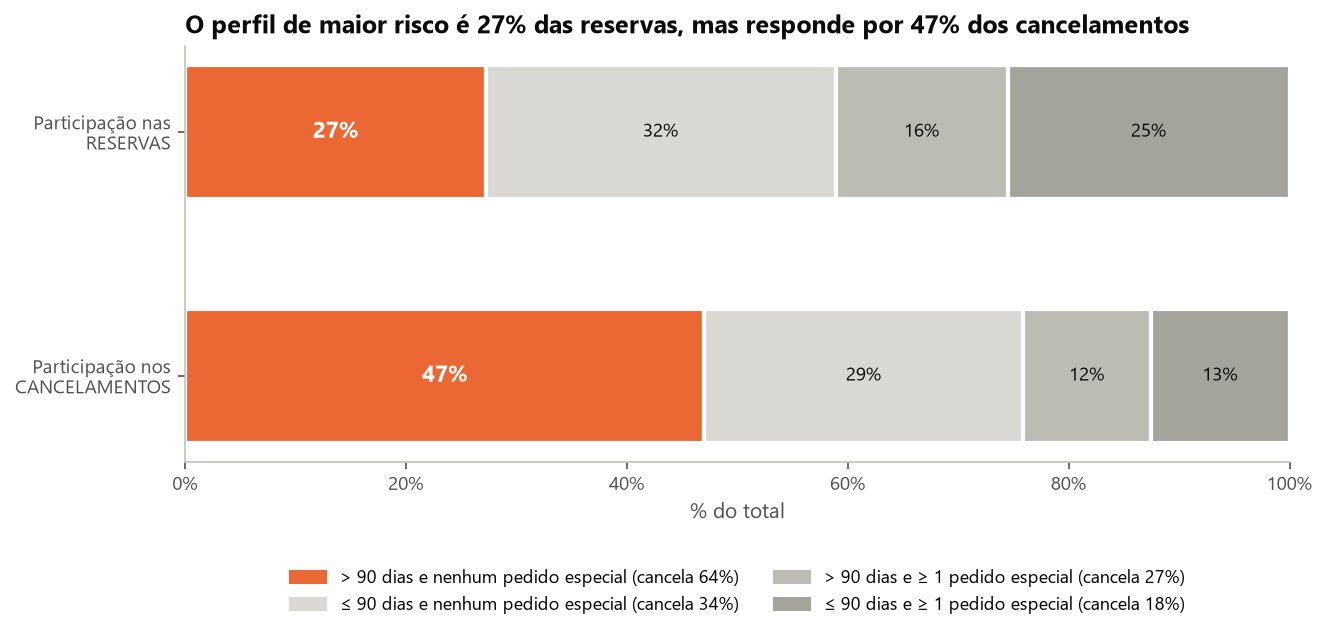 O perfil de maior risco é 27% das reservas, mas responde por 47% dos cancelamentos
Participação nas
RESERVAS
27%
32%
16%
25%
Participação nos
CANCELAMENTOS
47%
29%
12%
13%
0%
20%
40%
60%
80%
100%
% do total
> 90 dias e nenhum pedido especial (cancela 64%)
≤ 90 dias e nenhum pedido especial (cancela 34%)
> 90 dias e ≥ 1 pedido especial (cancela 27%)
≤ 90 dias e ≥ 1 pedido especial (cancela 18%)